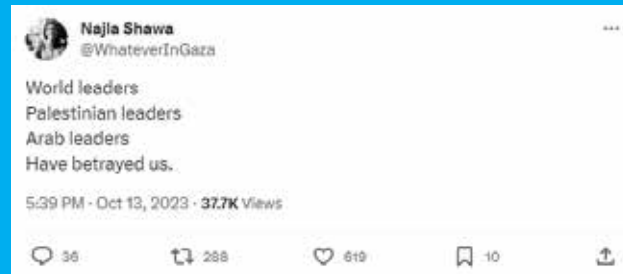 Najla Shawa
@WhateverInGaza
World leaders
Palestinian leaders
Arab leaders
Have betrayed us.
5:39 PM · Oct 13, 2023 · 37.7K Views
36 288 619 10